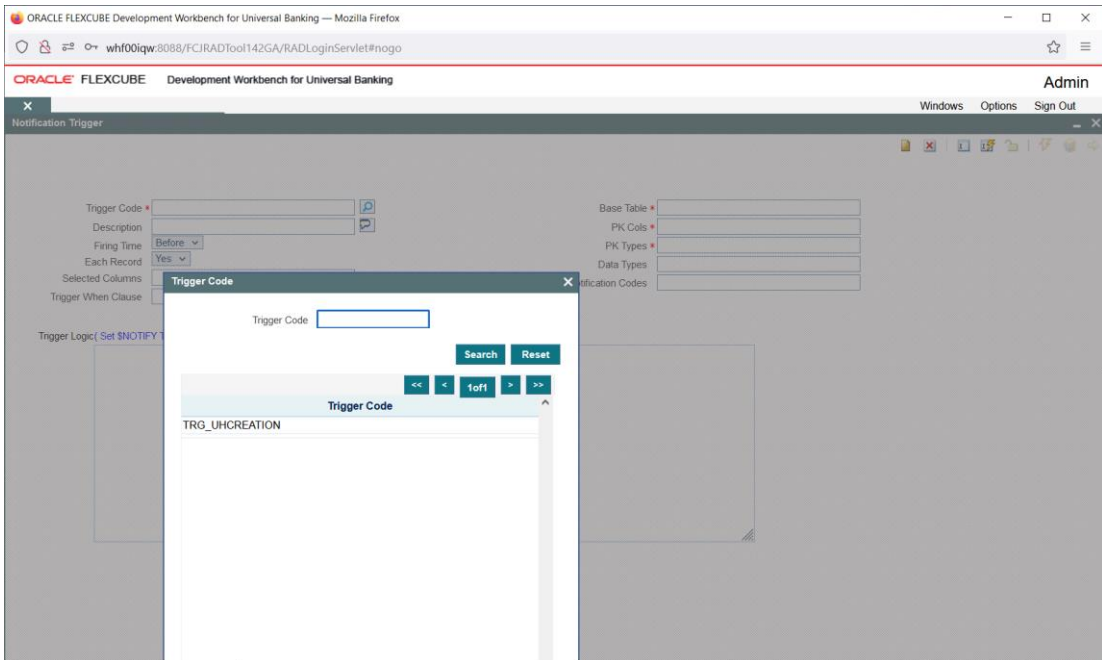 ORACLE FLEXCUBE Development Workbench for Universal Banking — Mozilla Firefox
whf00iqw:8088/FCJRADTool142GA/RADLoginServlet#nogo
ORACLE FLEXCUBE Development Workbench for Universal Banking Admin
Windows Options Sign Out
Notification Trigger
Trigger Code * Base Table *
Description PK Cols *
Firing Time Before PK Types *
Each Record Yes Data Types
Selected Columns
Trigger Code
tification Codes
Trigger When Clause
Trigger Code
Trigger Logic( Set $NOTIFY T
Search Reset
<< < 1of1 > >>
Trigger Code
TRG_UHCREATION